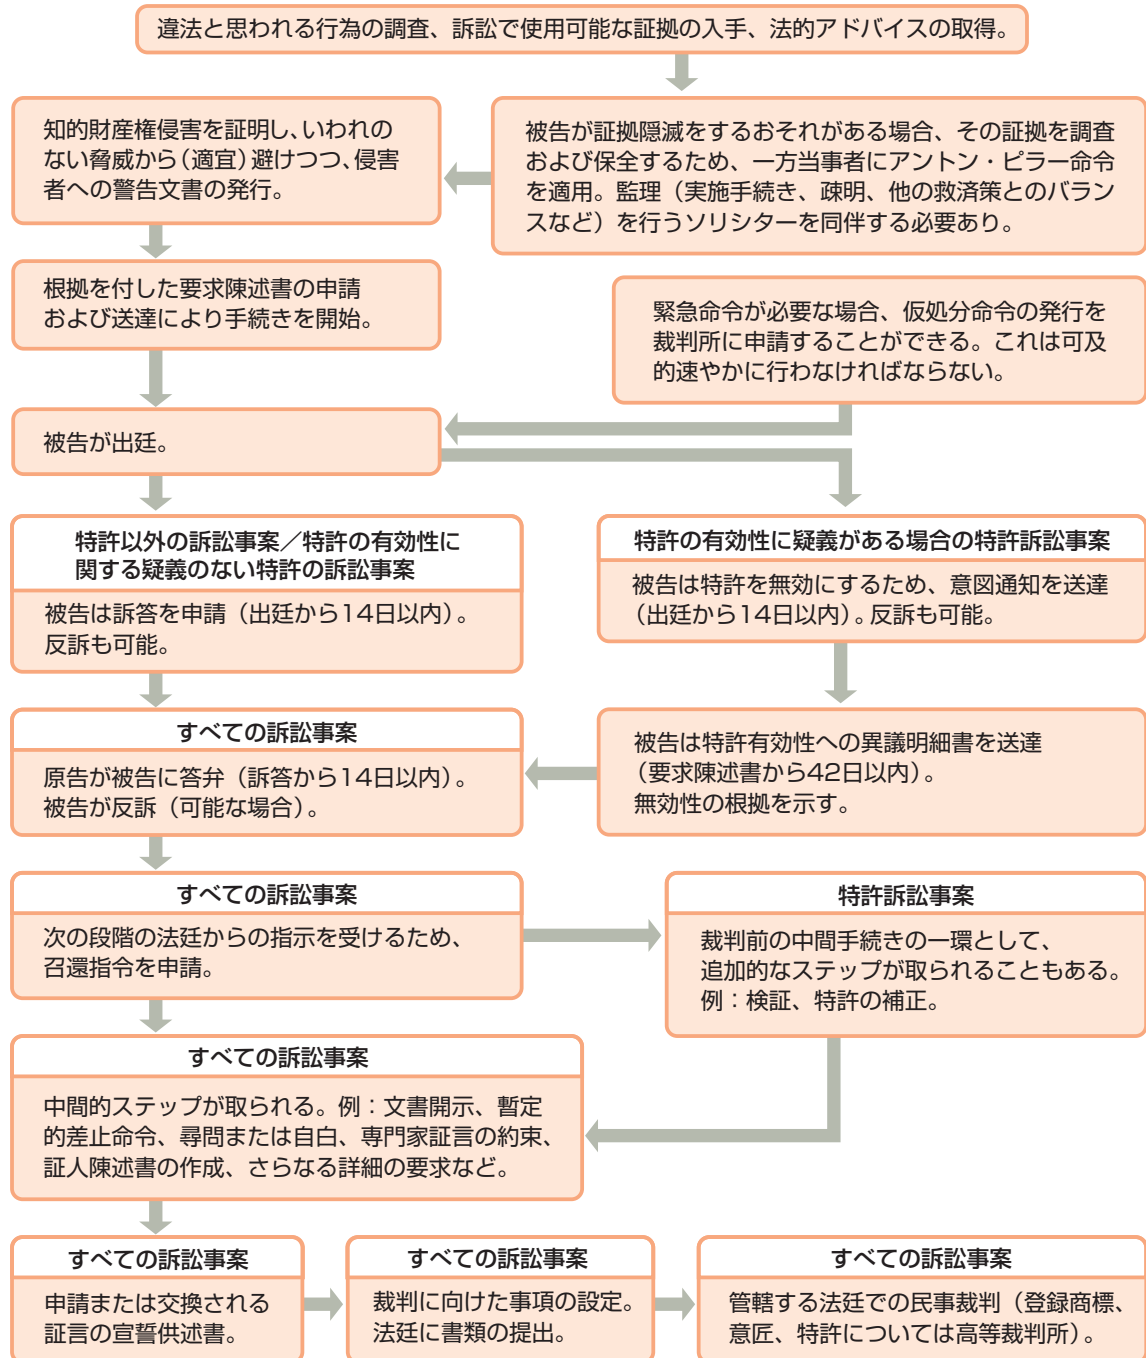 違法と思われる行為の調査、訴訟で使用可能な証拠の入手、法的アドバイスの取得。
被告が証拠隠滅をするおそれがある場合、その証拠を調査
および保全するため、一方当事者にアントン・ピラー命令
を適用。監理（実施手続き、疎明、他の救済策とのバラン
スなど）を行うソリシターを同伴する必要あり。
知的財産権侵害を証明し、いわれの
ない脅威から（適宜）避けつつ、侵害
者への警告文書の発行。
根拠を付した要求陳述書の申請
および送達により手続きを開始。
緊急命令が必要な場合、仮処分命令の発行を
裁判所に申請することができる。これは可及
的速やかに行わなければならない。
被告が出廷。
特許以外の訴訟事案／特許の有効性に
関する疑義のない特許の訴訟事案
被告は訴答を申請（出廷から14日以内）。
反訴も可能。
特許の有効性に疑義がある場合の特許訴訟事案
被告は特許を無効にするため、意図通知を送達
（出廷から14日以内）。反訴も可能。
被告は特許有効性への異議明細書を送達
（要求陳述書から42日以内）。
無効性の根拠を示す。
すべての訴訟事案
原告が被告に答弁（訴答から14日以内）。
被告が反訴（可能な場合）。
すべての訴訟事案
次の段階の法廷からの指示を受けるため、
召還指令を申請。
特許訴訟事案
裁判前の中間手続きの一環として、
追加的なステップが取られることもある。
例：検証、特許の補正。
すべての訴訟事案
中間的ステップが取られる。例：文書開示、暫定
的差止命令、尋問または自白、専門家証言の約束、
証人陳述書の作成、さらなる詳細の要求など。
すべての訴訟事案
申請または交換される
証言の宣誓供述書。
すべての訴訟事案
裁判に向けた事項の設定。
法廷に書類の提出。
すべての訴訟事案
管轄する法廷での民事裁判（登録商標、
意匠、特許については高等裁判所）。